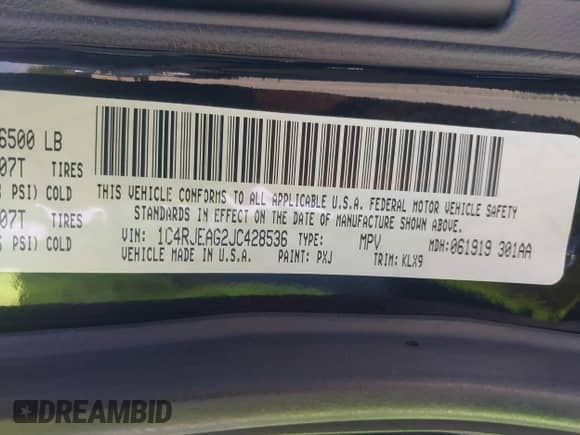 6500 LB
07T TIRES
PSI) COLD
07T TIRES
PSI) COLD
THIS VEHICLE CONFORMS TO ALL APPLICABLE U.S.A. FEDERAL MOTOR VEHICLE SAFETY
STANDARDS IN EFFECT ON THE DATE OF MANUFACTURE SHOWN ABOVE.
VIN: 1C4RJEAG2JC428536 TYPE: MPV MDH: 061919 301AA
VEHICLE MADE IN U.S.A. PAINT: PXJ TRIM: KLX9
DREAMBID